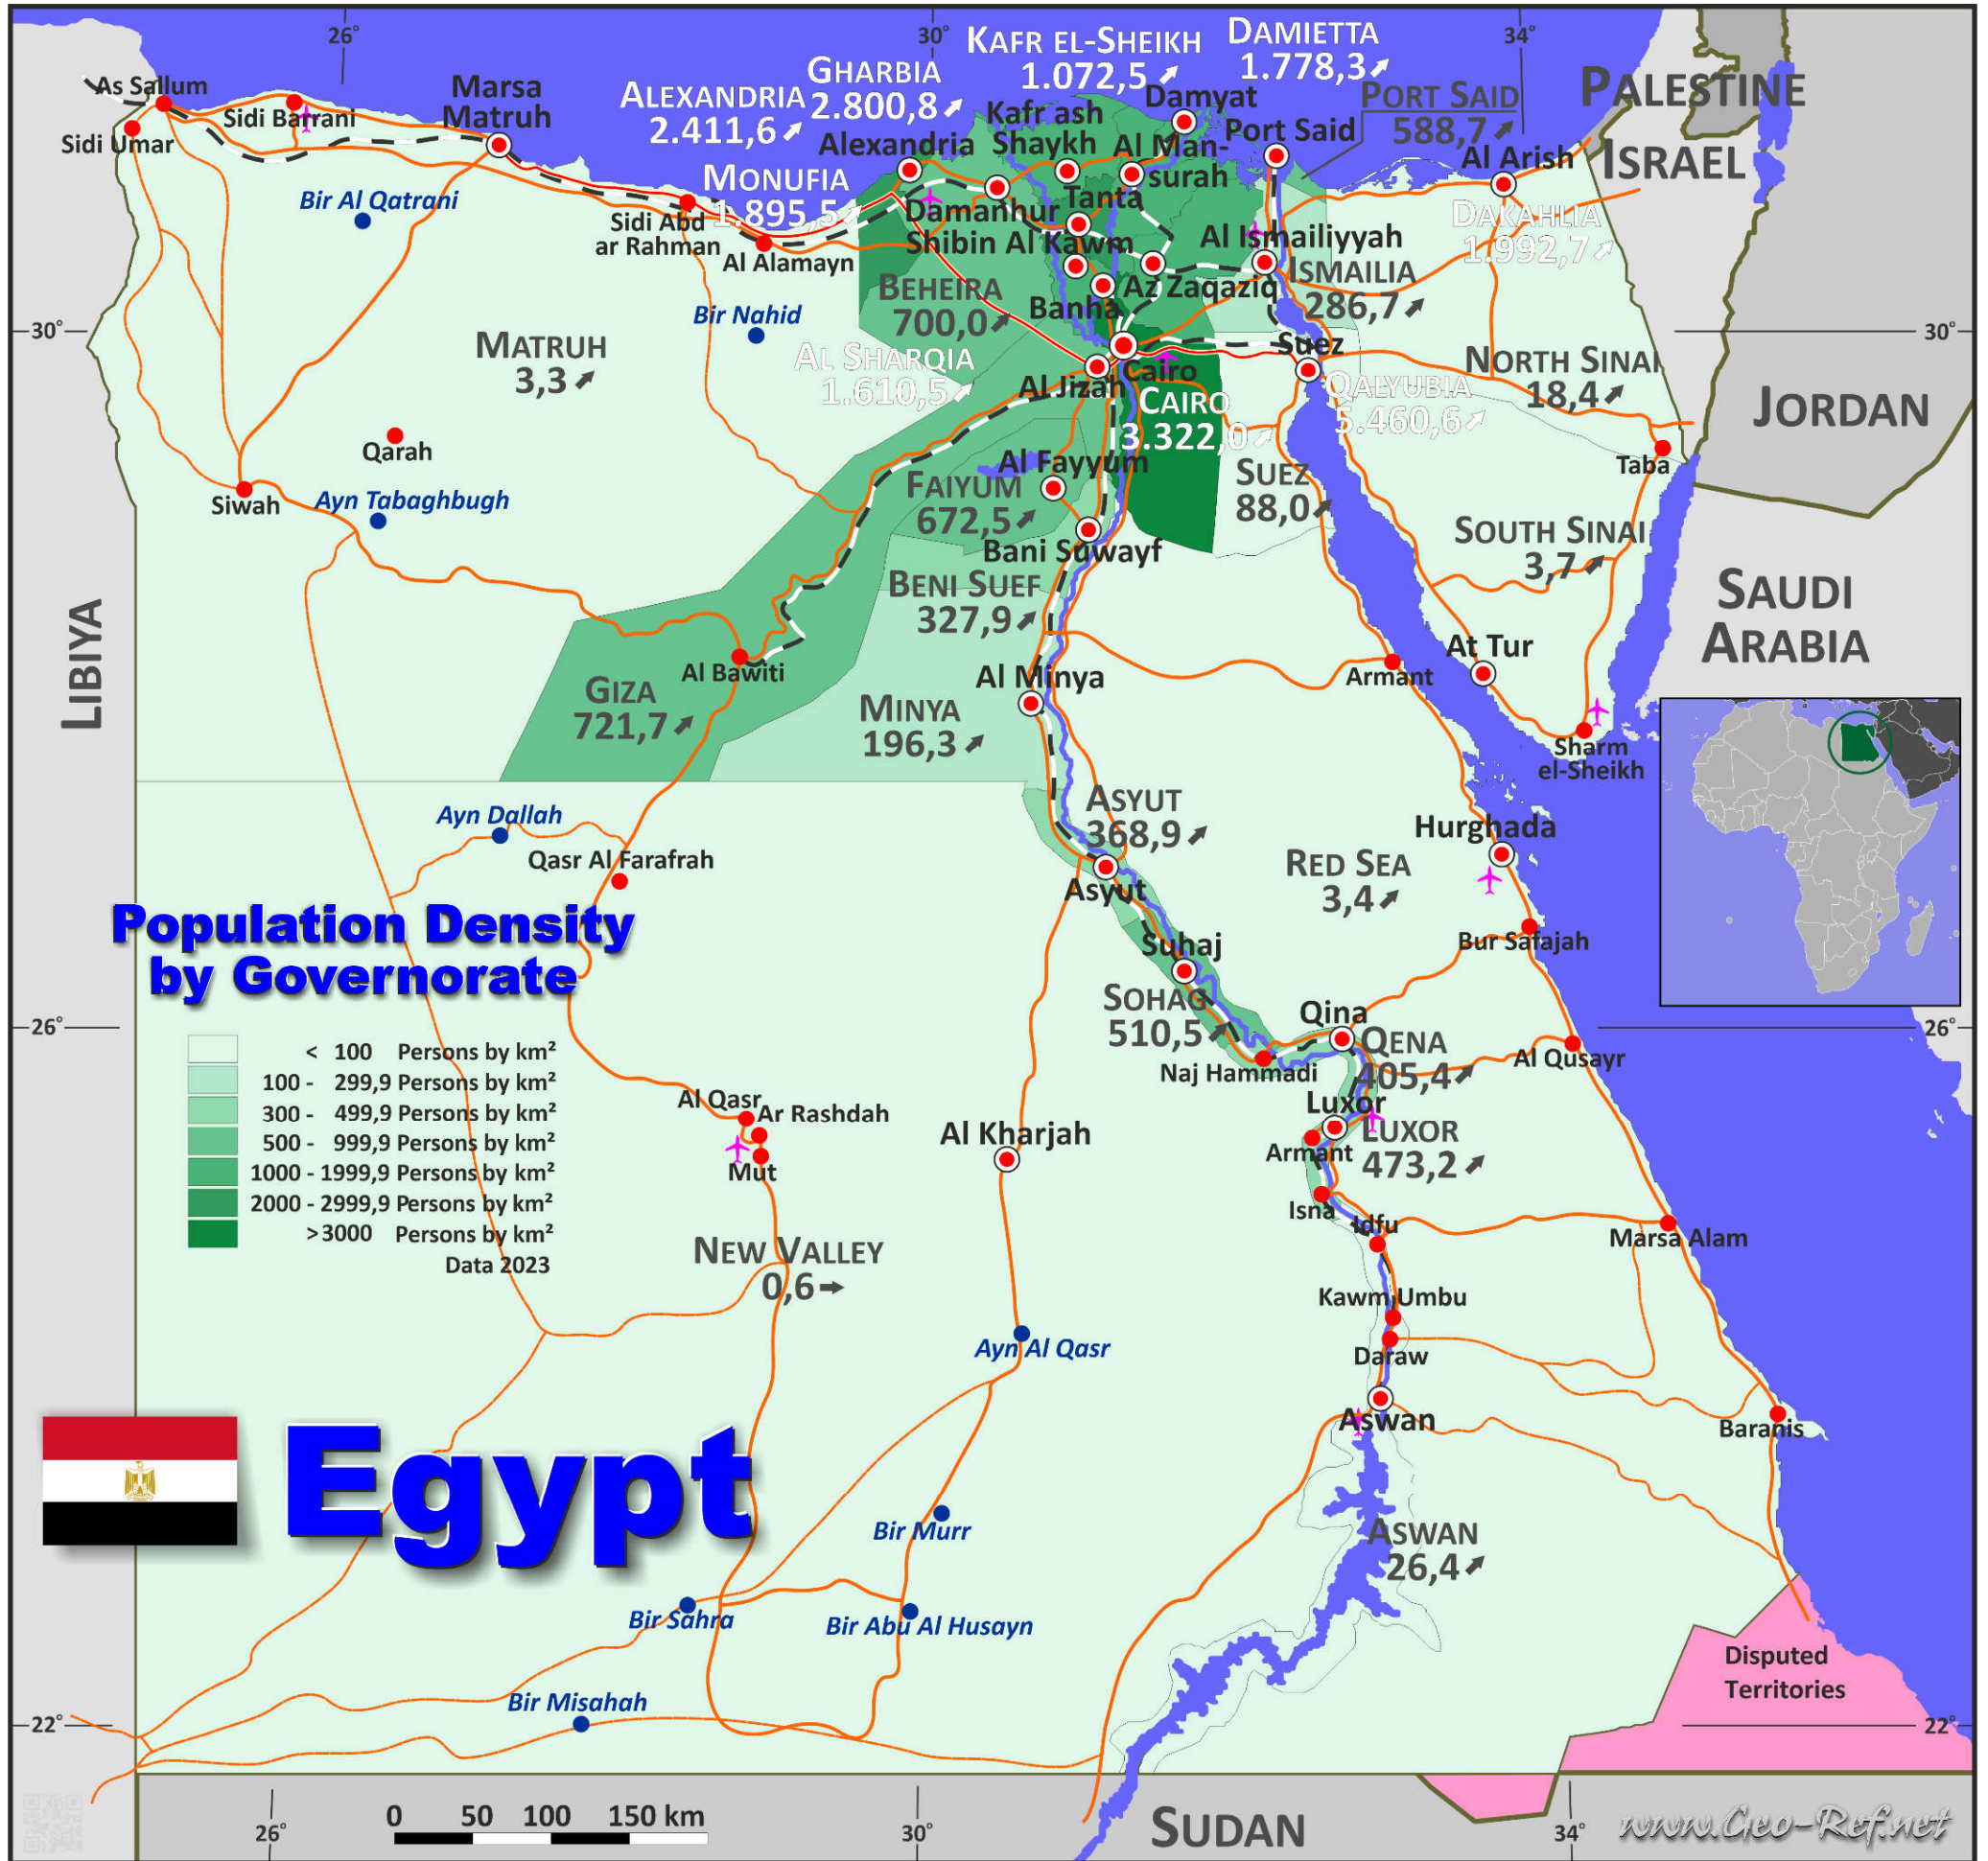 26°
30°
34°
KAFR EL-SHEIKH
1.072,5
DAMIETTA
1.778,3
GHARBIA
2.800,8
ALEXANDRIA
2.411,6
PORT SAID
588,7
PALESTINE
ISRAEL
As Sallum
Sidi Umar
Sidi Barrani
Marsa
Matruh
Alexandria
Kafr ash
Shaykh
Damyat
Al Man-
surah
Port Said
Al Arish
MONUFIA
1.895,5
DAKAHLIA
1.992,7
Bir Al Qatrani
Sidi Abd
ar Rahman
Al Alamayn
Damanhur
Tanta
Shibin Al Kawm
Al Ismailiyyah
ISMAILIA
286,7
BEHEIRA
700,0
Az Zaqaziq
Banha
Bir Nahid
30°
30°
MATRUH
3,3
AL SHARQIA
1.610,5
Al Jizah
Cairo
CAIRO
3.322,0
Suez
QALYUBIA
5.460,6
NORTH SINAI
18,4
JORDAN
Taba
Qarah
Siwah
Ayn Tabaghbugh
Al Fayyum
FAIYUM
672,5
SUEZ
88,0
Bani Suwayf
BENI SUEF
327,9
SOUTH SINAI
3,7
SAUDI
ARABIA
LIBIYA
Al Bawiti
GIZA
721,7
Al Minya
MINYA
196,3
Armant
At Tur
Sharm
el-Sheikh
Ayn Dallah
Qasr Al Farafrah
ASYUT
368,9
Asyut
Hurghada
RED SEA
3,4
Bur Safajah
Population Density
by Governorate
Suhaj
SOHAG
510,5
Qina
QENA
405,4
Naj Hammadi
Al Qusayr
26°
26°
< 100 Persons by km²
100 - 299,9 Persons by km²
300 - 499,9 Persons by km²
500 - 999,9 Persons by km²
1000 - 1999,9 Persons by km²
2000 - 2999,9 Persons by km²
>3000 Persons by km²
Data 2023
Al Qasr
Ar Rashdah
Mut
Al Kharjah
Luxor
LUXOR
473,2
Armant
Isna
Idfu
Marsa Alam
NEW VALLEY
0,6
Kawm Umbu
Daraw
Ayn Al Qasr
Aswan
Baranis
Egypt
ASWAN
26,4
Bir Murr
Bir Sahra
Bir Abu Al Husayn
Bir Misahah
Disputed
Territories
22°
22°
0 50 100 150 km
26°
30°
34°
SUDAN
www.Geo-Ref.net